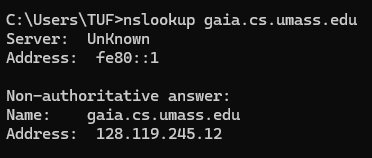 C:\Users\TUF>nslookup gaia.cs.umass.edu
Server:  UnKnown
Address:  fe80::1
Non-authoritative answer:
Name:    gaia.cs.umass.edu
Address:  128.119.245.12